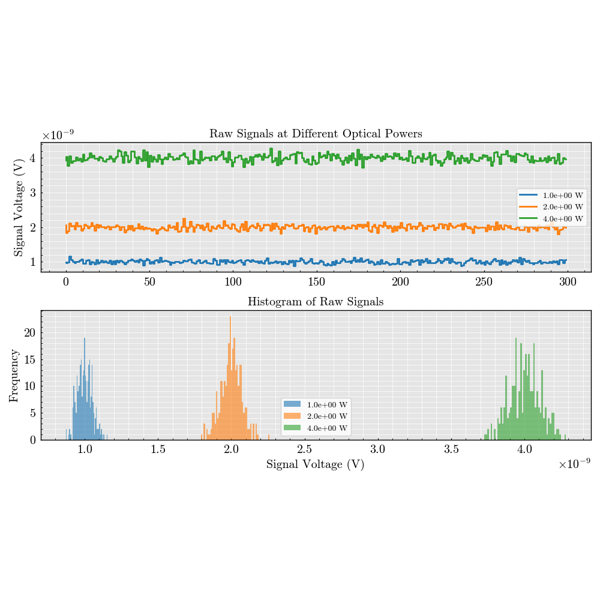 Raw Signals at Different Optical Powers
×10⁻⁹
Signal Voltage (V)
4
3
2
1
1.0e+00 W
2.0e+00 W
4.0e+00 W
0 50 100 150 200 250 300
Histogram of Raw Signals
Frequency
20
15
10
5
0
1.0e+00 W
2.0e+00 W
4.0e+00 W
1.0 1.5 2.0 2.5 3.0 3.5 4.0
Signal Voltage (V)
×10⁻⁹